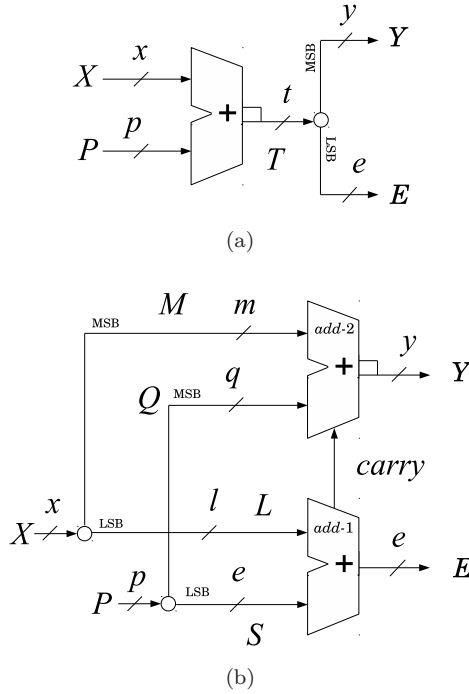 x
y
Y
MSB
X
+
t
P
p
T
LSB
e
E
(a)
M
m
MSB
add-2
+
y
Y
Q
MSB
q
carry
x
X
LSB
l
L
add-1
+
e
E
p
P
LSB
e
S
(b)